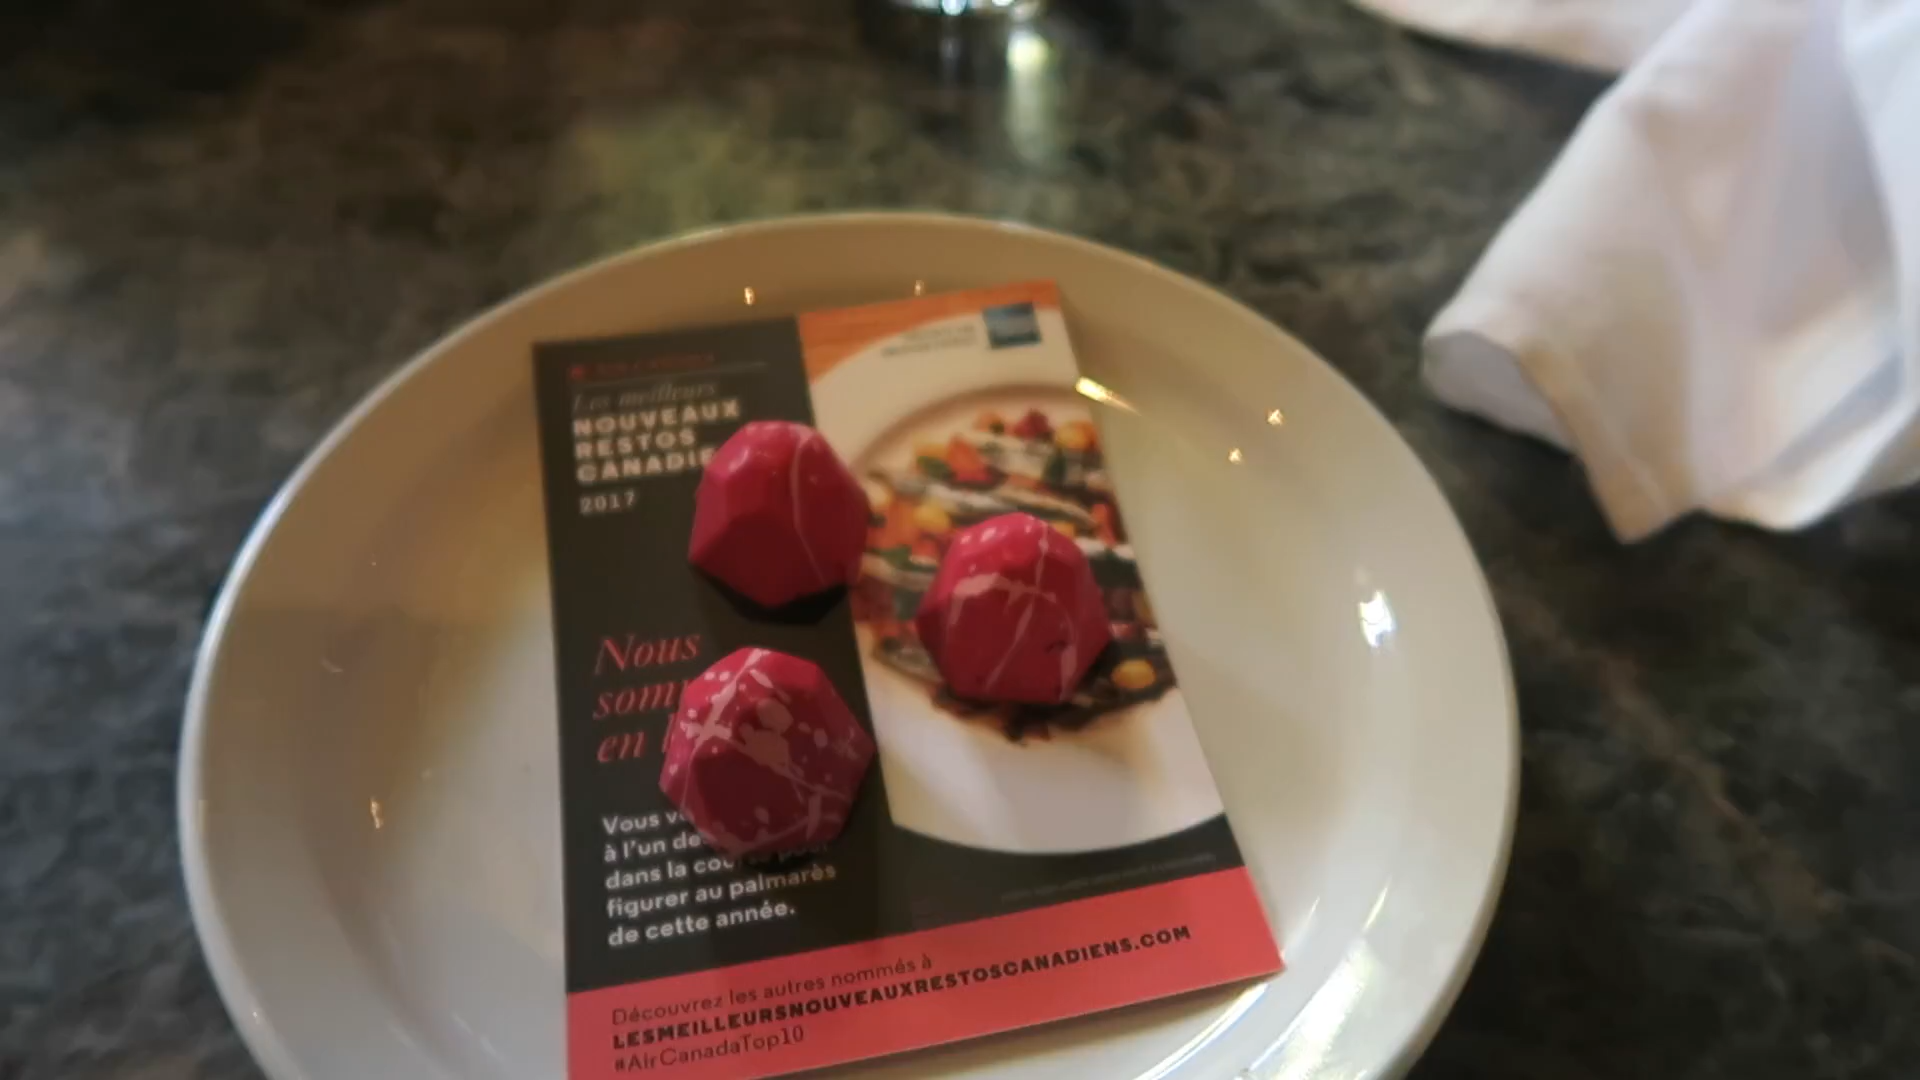 Les meilleurs
NOUVEAUX
RESTOS
CANADIE
2017
Nous
som
en
Vous v
à l'un de
dans la cou
figurer au palmarès
de cette année.
Découvrez les autres nommés à
LESMEILLEURSNOUVEAUXRESTOSCANADIENS.COM
#AirCanadaTop10